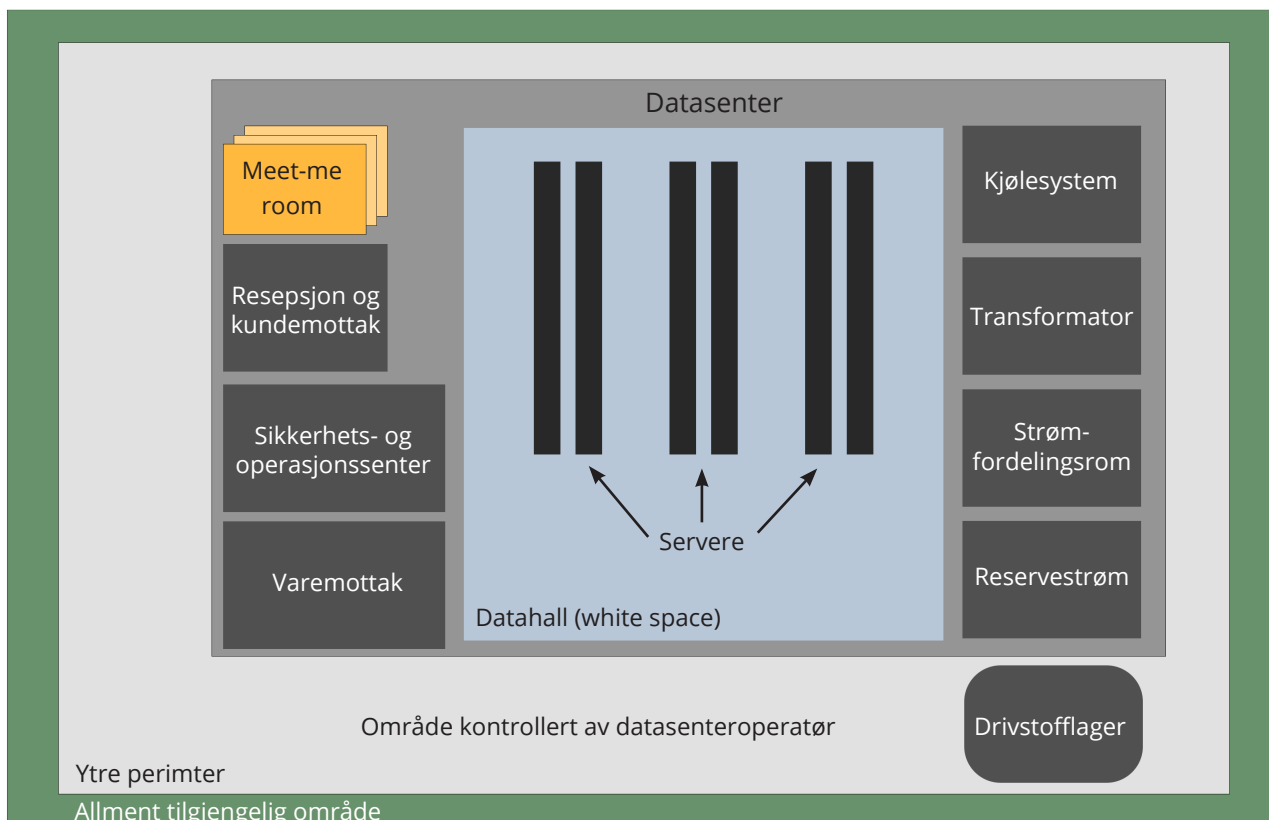 Datasenter
Meet-me
room
Resepsjon og
kundemottak
Sikkerhets- og
operasjonssenter
Varemottak
Servere
Datahall (white space)
Kjølesystem
Transformator
Strøm-
fordelingsrom
Reservestrøm
Område kontrollert av datasenteroperatør
Drivstofflager
Ytre perimter
Allment tilgjengelig område